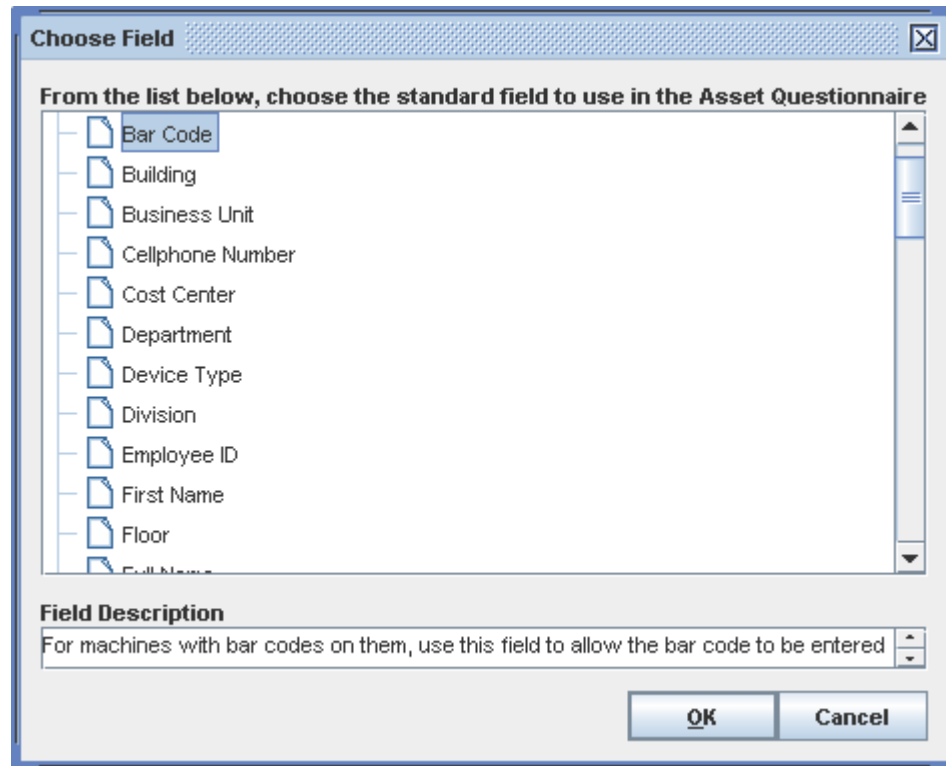 Choose Field
From the list below, choose the standard field to use in the Asset Questionnaire
Bar Code
Building
Business Unit
Cellphone Number
Cost Center
Department
Device Type
Division
Employee ID
First Name
Floor
Full Name
Field Description
For machines with bar codes on them, use this field to allow the bar code to be entered
OK Cancel